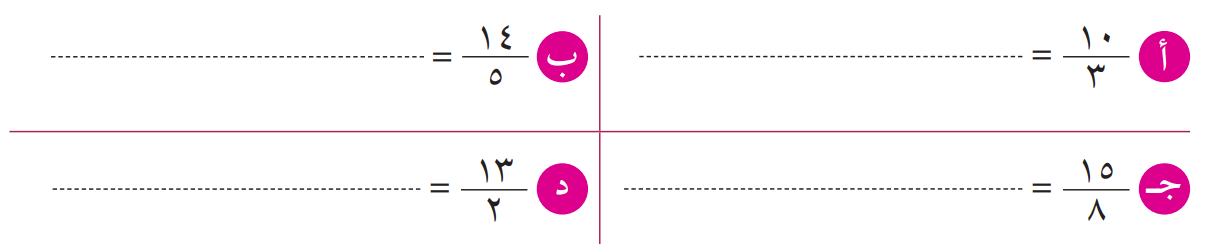 أ ١٠/٣ = ب ١٤/٥ =
جـ ١٥/٨ = د ١٣/٢ =